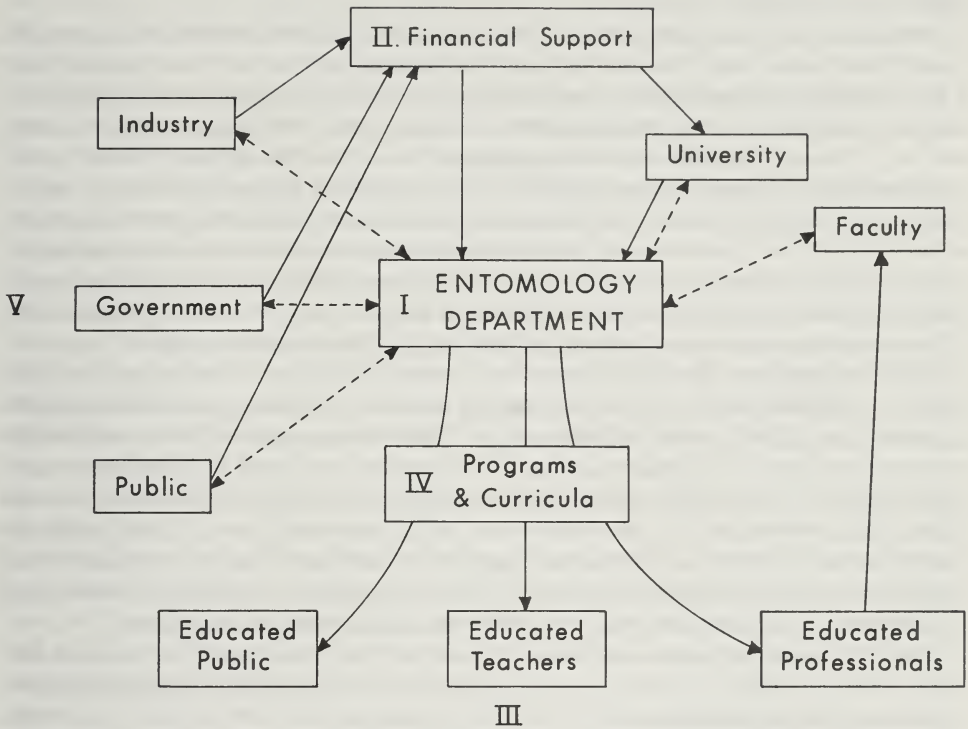 II. Financial Support
Industry
University
Faculty
V
Government
I
ENTOMOLOGY
DEPARTMENT
Public
IV
Programs
& Curricula
Educated
Public
Educated
Teachers
Educated
Professionals
III